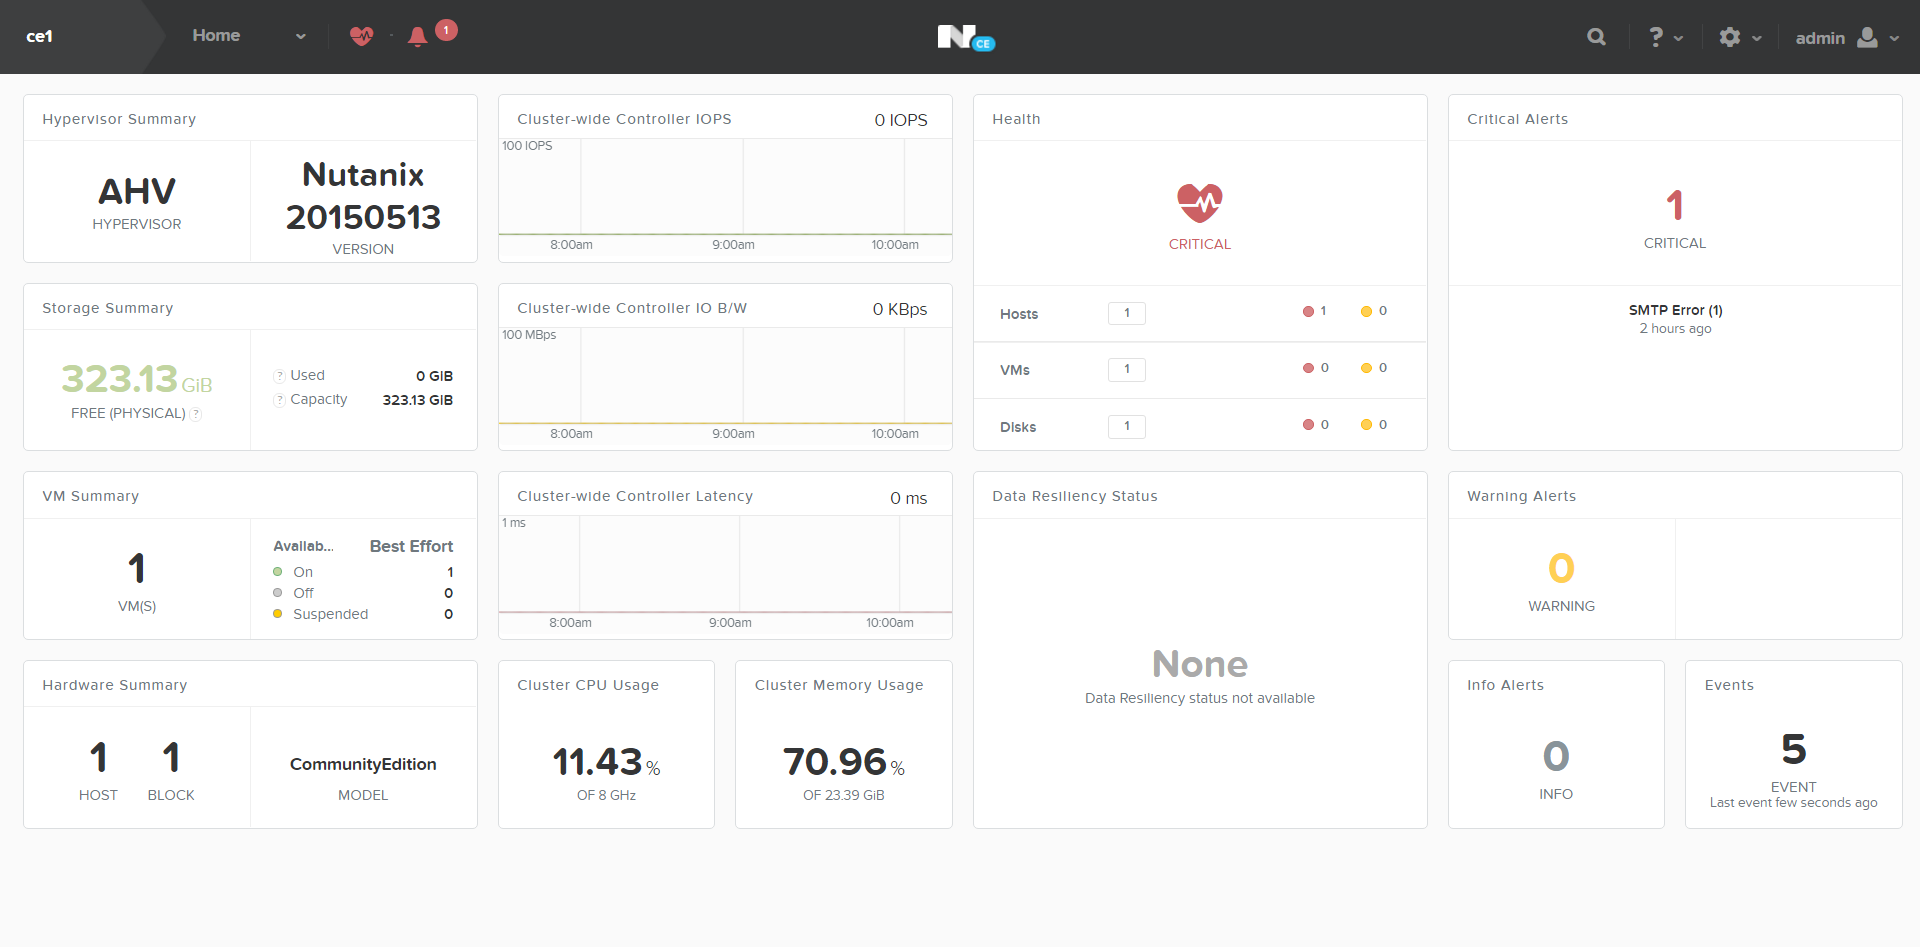 ce1
Home
1
N CE
?
admin
Hypervisor Summary
AHV
HYPERVISOR
Nutanix
20150513
VERSION
Cluster-wide Controller IOPS
0 IOPS
100 IOPS
8:00am 9:00am 10:00am
Health
CRITICAL
Hosts 1 1 0
VMs 1 0 0
Disks 1 0 0
Critical Alerts
1
CRITICAL
SMTP Error (1)
2 hours ago
Storage Summary
323.13 GiB
FREE (PHYSICAL) ?
? Used 0 GiB
? Capacity 323.13 GiB
Cluster-wide Controller IO B/W
0 KBps
100 MBps
8:00am 9:00am 10:00am
VM Summary
1
VM(S)
Availab... Best Effort
On 1
Off 0
Suspended 0
Cluster-wide Controller Latency
0 ms
1 ms
8:00am 9:00am 10:00am
Data Resiliency Status
None
Data Resiliency status not available
Warning Alerts
0
WARNING
Hardware Summary
1
HOST
1
BLOCK
CommunityEdition
MODEL
Cluster CPU Usage
11.43 %
OF 8 GHz
Cluster Memory Usage
70.96 %
OF 23.39 GiB
Info Alerts
0
INFO
Events
5
EVENT
Last event few seconds ago